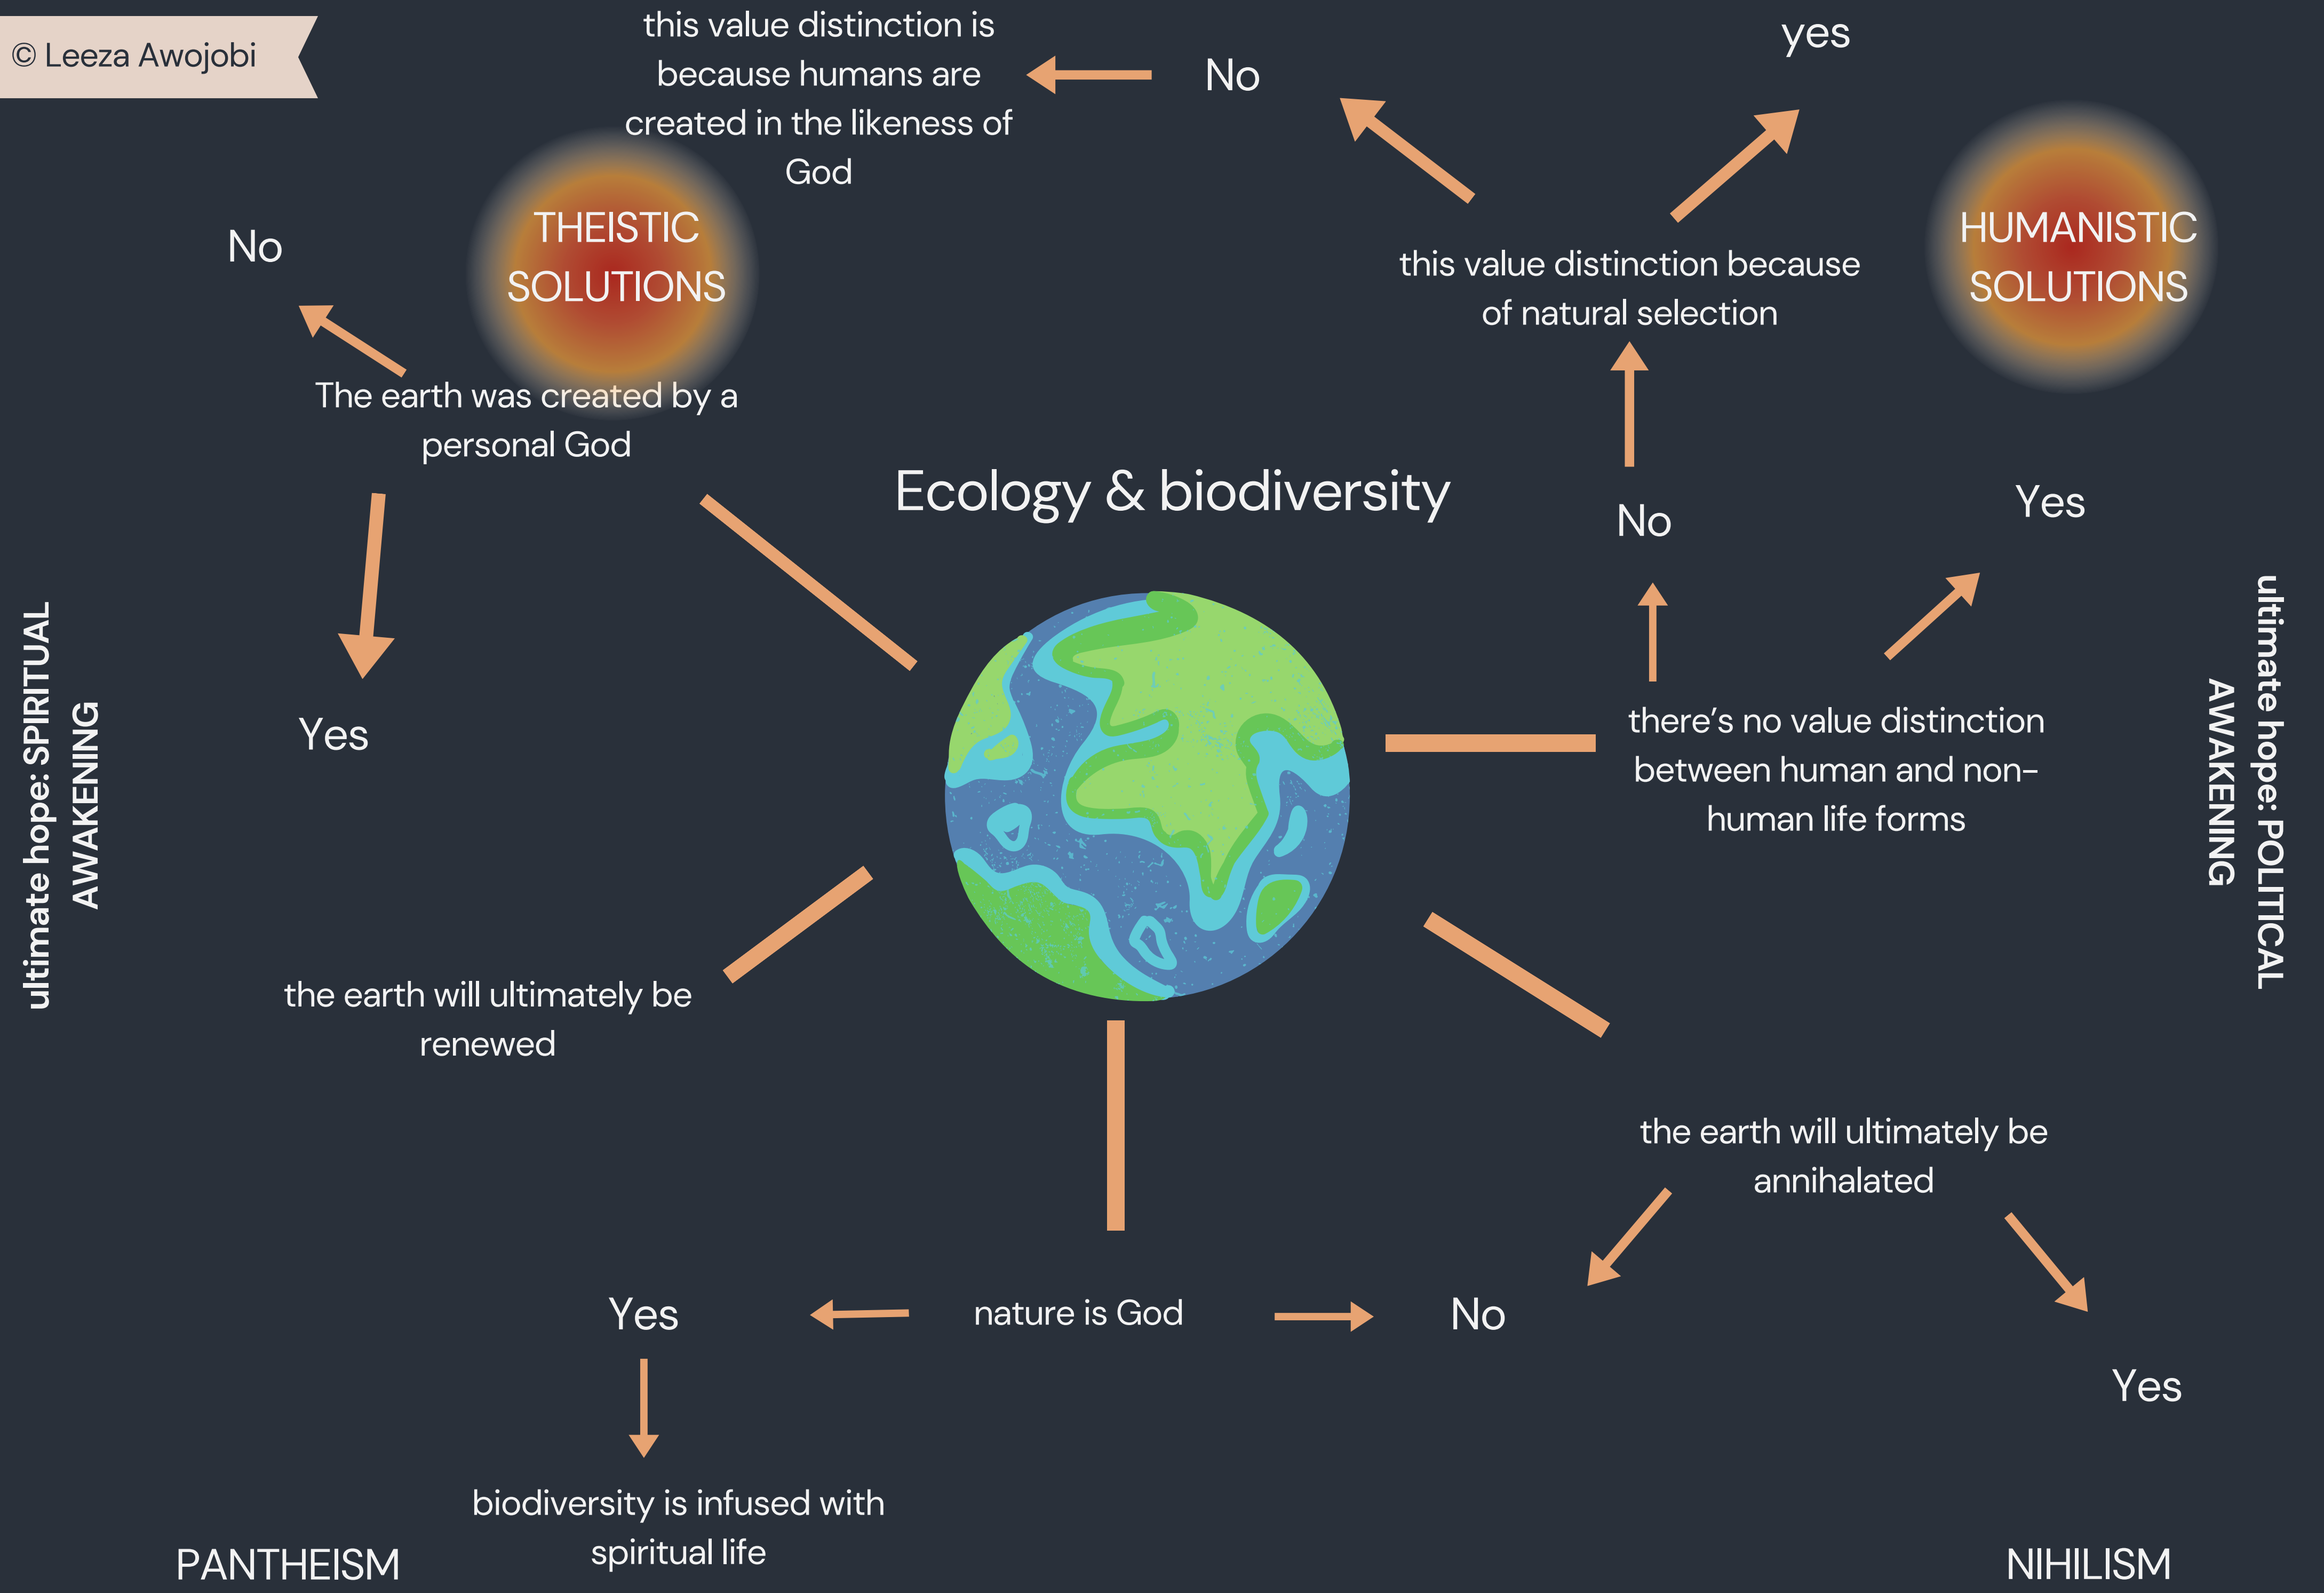 © Leeza Awojobi
this value distinction is
because humans are
created in the likeness of
God
No
yes
THEISTIC
SOLUTIONS
HUMANISTIC
SOLUTIONS
No
this value distinction because
of natural selection
The earth was created by a
personal God
Ecology & biodiversity
No
Yes
Yes
ultimate hope: SPIRITUAL
AWAKENING
there's no value distinction
between human and non-
human life forms
ultimate hope: POLITICAL
AWAKENING
the earth will ultimately be
renewed
the earth will ultimately be
annihalated
Yes
nature is God
No
Yes
biodiversity is infused with
spiritual life
PANTHEISM
NIHILISM